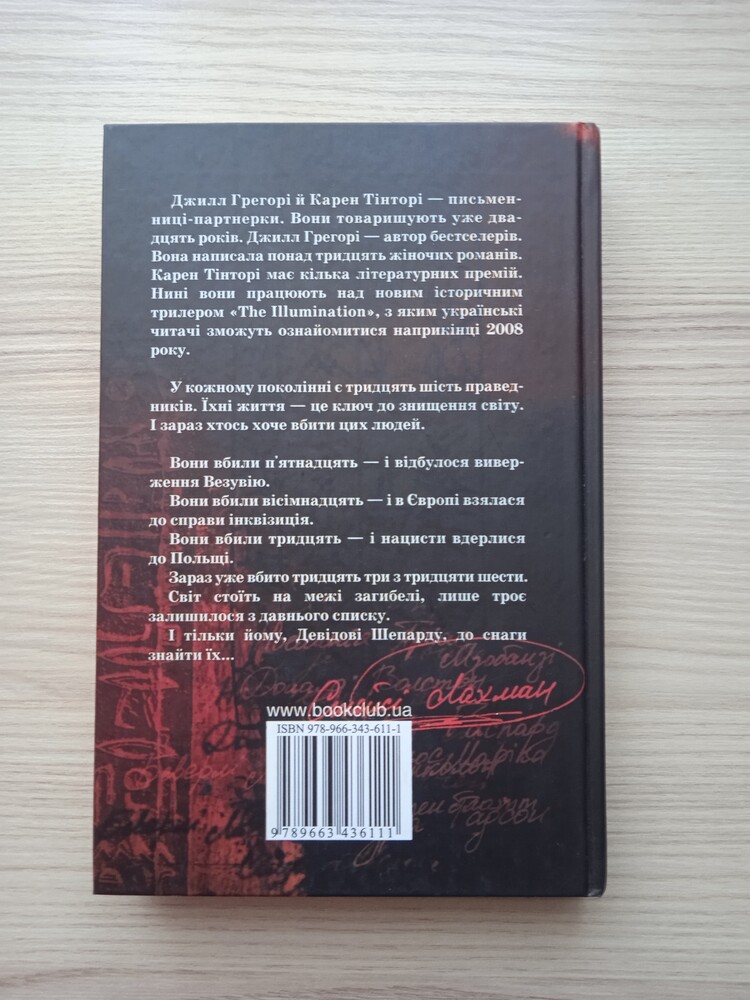 Джилл Грегорі й Карен Тінторі — письмен-
ниці-партнерки. Вони товаришують уже два-
дцять років. Джилл Грегорі — автор бестселерів.
Вона написала понад тридцять жіночих романів.
Карен Тінторі має кілька літературних премій.
Нині вони працюють над новим історичним
трилером «The Illumination», з яким українські
читачі зможуть ознайомитися наприкінці 2008
року.
У кожному поколінні є тридцять шість правед-
ників. Їхні життя — це ключ до знищення світу.
І зараз хтось хоче вбити цих людей.
Вони вбили п'ятнадцять — і відбулося вивер-
ження Везувію.
Вони вбили вісімнадцять — і в Європі взялася
до справи інквізиція.
Вони вбили тридцять — і нацисти вдерлися
до Польщі.
Зараз уже вбито тридцять три з тридцяти шести.
Світ стоїть на межі загибелі, лише троє
залишилося з давнього списку.
І тільки йому, Девідові Шепарду, до снаги
знайти їх...
Мзобанзі
Стейсі Лахман
www.bookclub.ua
ISBN 978-966-343-611-1
9789663436111